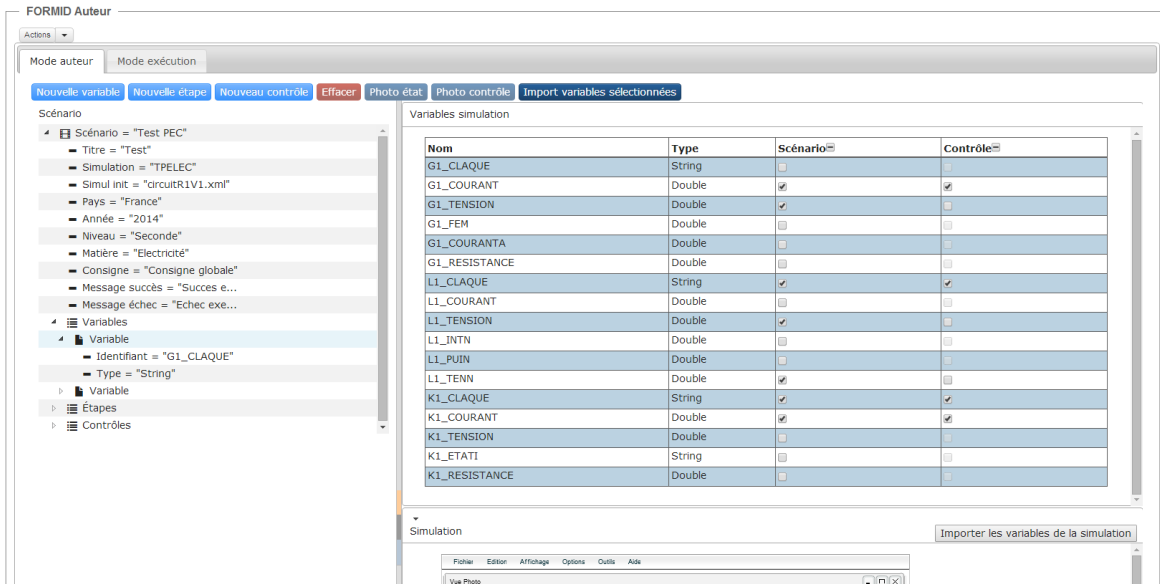 FORMID Auteur
Actions
Mode auteur Mode exécution
Nouvelle variable Nouvelle étape Nouveau contrôle Effacer Photo état Photo contrôle Import variables sélectionnées
Scénario
Scénario = "Test PEC"
Titre = "Test"
Simulation = "TPELEC"
Simul init = "circuitR1V1.xml"
Pays = "France"
Année = "2014"
Niveau = "Seconde"
Matière = "Electricité"
Consigne = "Consigne globale"
Message succès = "Succes e...
Message échec = "Echec exe...
Variables
Variable
Identifiant = "G1_CLAQUE"
Type = "String"
Variable
Étapes
Contrôles
Variables simulation
Nom Type Scénario Contrôle
G1_CLAQUE String
G1_COURANT Double
G1_TENSION Double
G1_FEM Double
G1_COURANTA Double
G1_RESISTANCE Double
L1_CLAQUE String
L1_COURANT Double
L1_TENSION Double
L1_INTN Double
L1_PUIN Double
L1_TENN Double
K1_CLAQUE String
K1_COURANT Double
K1_TENSION Double
K1_ETATI String
K1_RESISTANCE Double
Simulation Importer les variables de la simulation
Fichier Edition Affichage Options Outils Aide
Vue Photo